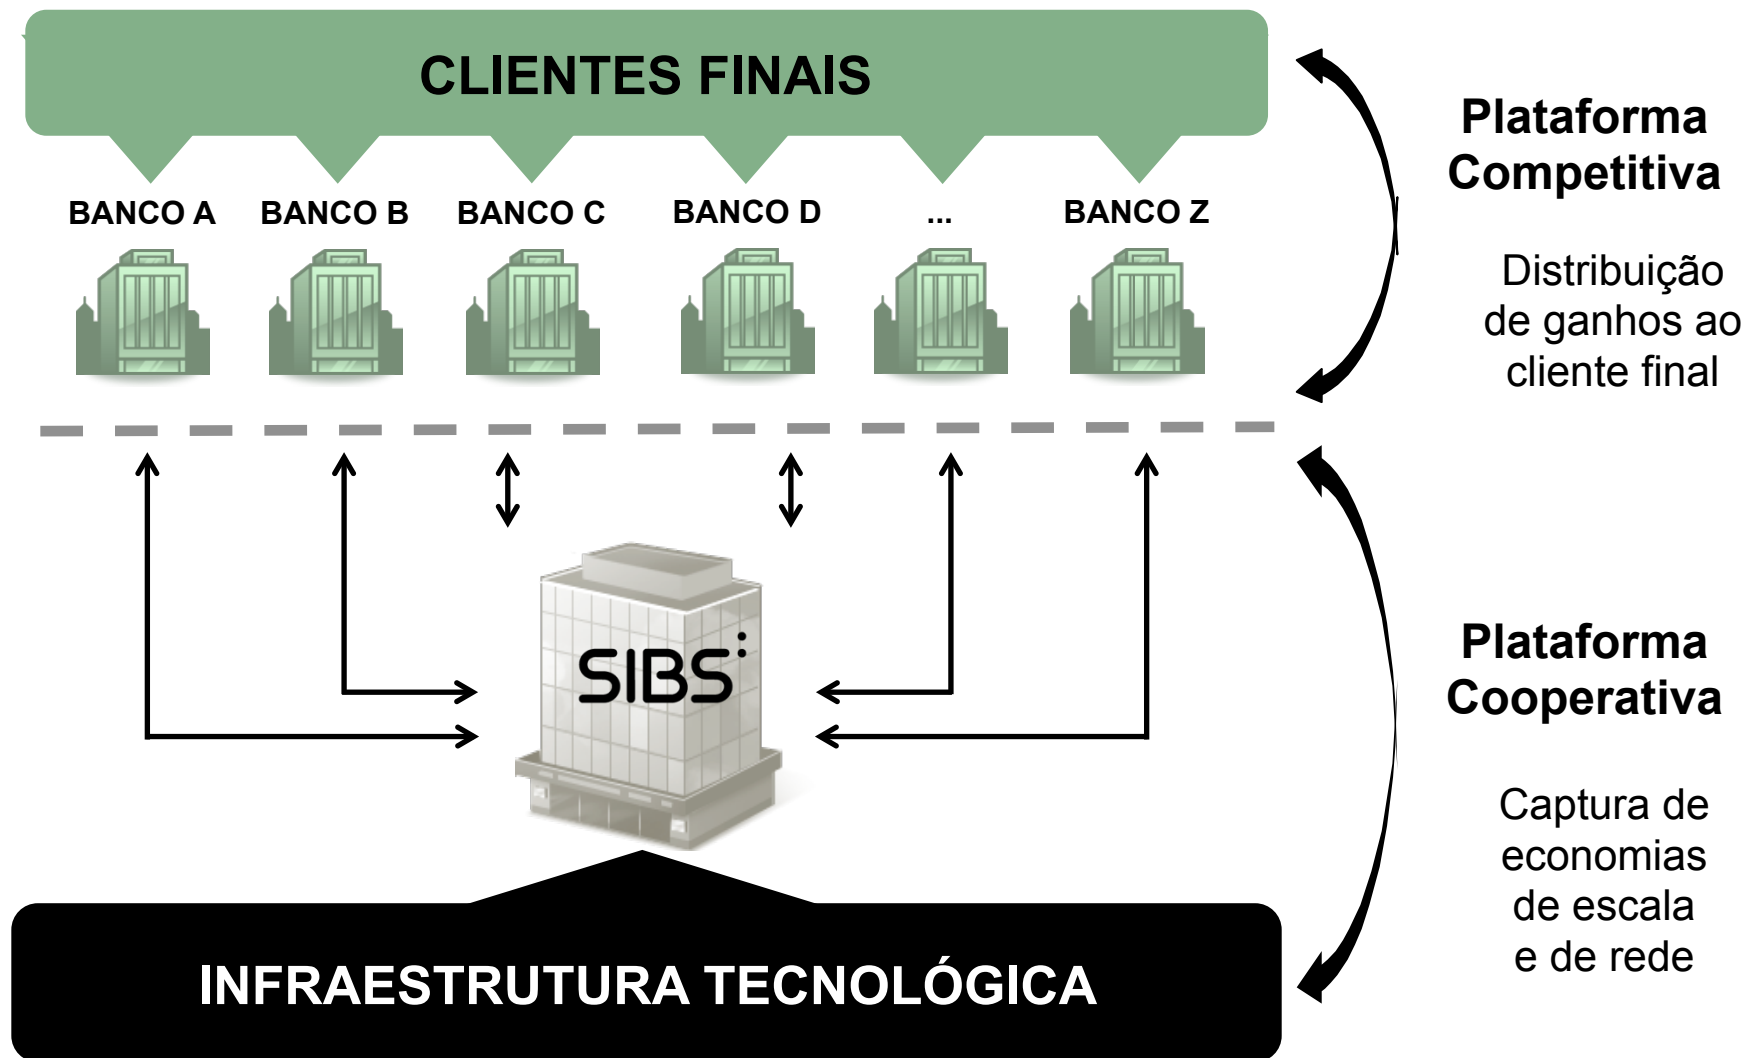 CLIENTES FINAIS
BANCO A
BANCO B
BANCO C
BANCO D
...
BANCO Z
Plataforma
Competitiva
Distribuição
de ganhos ao
cliente final
SIBS
Plataforma
Cooperativa
Captura de
economias
de escala
e de rede
INFRAESTRUTURA TECNOLÓGICA